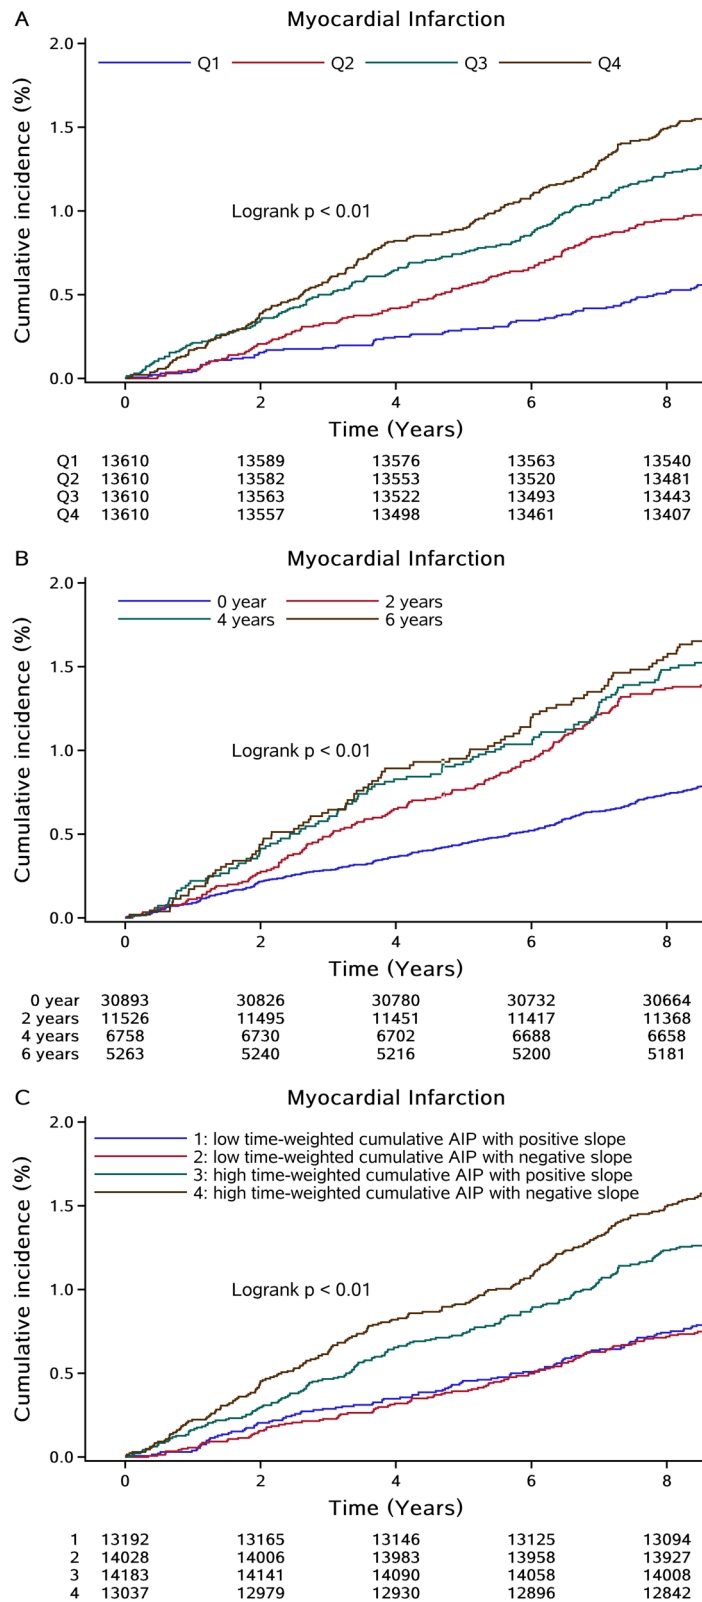 A
Myocardial Infarction
Cumulative incidence (%)
2.0
1.5
1.0
0.5
0.0
Q1 Q2 Q3 Q4
Logrank p < 0.01
0 2 4 6 8
Time (Years)
Q1 13610 13589 13576 13563 13540
Q2 13610 13582 13553 13520 13481
Q3 13610 13563 13522 13493 13443
Q4 13610 13557 13498 13461 13407
B
Myocardial Infarction
Cumulative incidence (%)
2.0
1.5
1.0
0.5
0.0
0 year 2 years
4 years 6 years
Logrank p < 0.01
0 2 4 6 8
Time (Years)
0 year 30893 30826 30780 30732 30664
2 years 11526 11495 11451 11417 11368
4 years 6758 6730 6702 6688 6658
6 years 5263 5240 5216 5200 5181
C
Myocardial Infarction
Cumulative incidence (%)
2.0
1.5
1.0
0.5
0.0
1: low time-weighted cumulative AIP with positive slope
2: low time-weighted cumulative AIP with negative slope
3: high time-weighted cumulative AIP with positive slope
4: high time-weighted cumulative AIP with negative slope
Logrank p < 0.01
0 2 4 6 8
Time (Years)
1 13192 13165 13146 13125 13094
2 14028 14006 13983 13958 13927
3 14183 14141 14090 14058 14008
4 13037 12979 12930 12896 12842